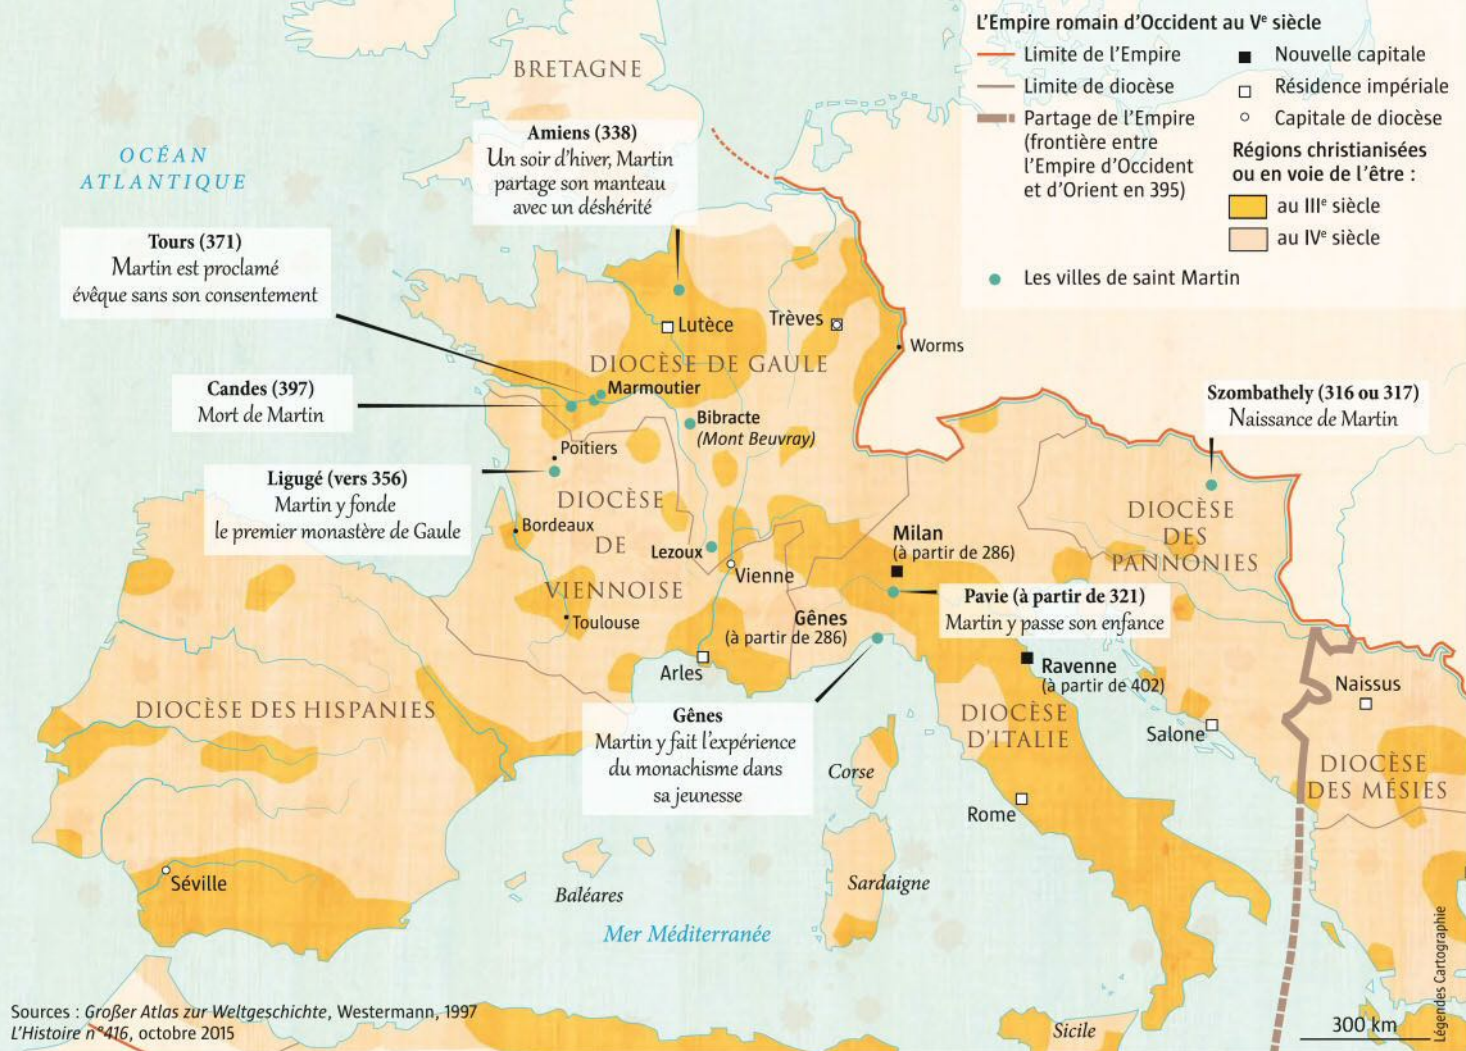 L'Empire romain d'Occident au Vᵉ siècle
Limite de l'Empire
Limite de diocèse
Partage de l'Empire
(frontière entre
l'Empire d'Occident
et d'Orient en 395)
Nouvelle capitale
Résidence impériale
Capitale de diocèse
Régions christianisées
ou en voie de l'être :
au IIIᵉ siècle
au IVᵉ siècle
Les villes de saint Martin
BRETAGNE
OCÉAN
ATLANTIQUE
Amiens (338)
Un soir d'hiver, Martin
partage son manteau
avec un déshérité
Tours (371)
Martin est proclamé
évêque sans son consentement
Lutèce
Trèves
Worms
DIOCÈSE DE GAULE
Marmoutier
Candes (397)
Mort de Martin
Bibracte
(Mont Beuvray)
Szombathely (316 ou 317)
Naissance de Martin
Poitiers
Ligugé (vers 356)
Martin y fonde
le premier monastère de Gaule
DIOCÈSE
DE
VIENNOISE
Bordeaux
Lezoux
Vienne
Toulouse
Milan
(à partir de 286)
DIOCÈSE
DES
PANNONIES
Pavie (à partir de 321)
Martin y passe son enfance
Gênes
(à partir de 286)
Arles
Ravenne
(à partir de 402)
Naissus
Salone
DIOCÈSE DES HISPANIES
Gênes
Martin y fait l'expérience
du monachisme dans
sa jeunesse
DIOCÈSE
D'ITALIE
DIOCÈSE
DES MÉSIES
Corse
Rome
Séville
Baléares
Sardaigne
Mer Méditerranée
Sicile
Sources : Großer Atlas zur Weltgeschichte, Westermann, 1997
L'Histoire n°416, octobre 2015
300 km
Légendes Cartographie